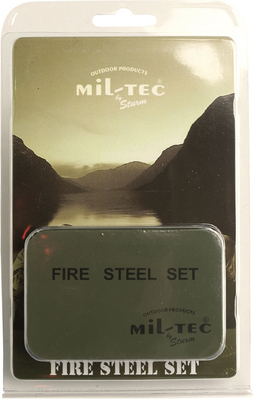 OUTDOOR PRODUCTS
MiL-TEC
by Sturm
FIRE STEEL SET
OUTDOOR PRODUCTS
MiL-TEC
by Sturm
FIRE STEEL SET